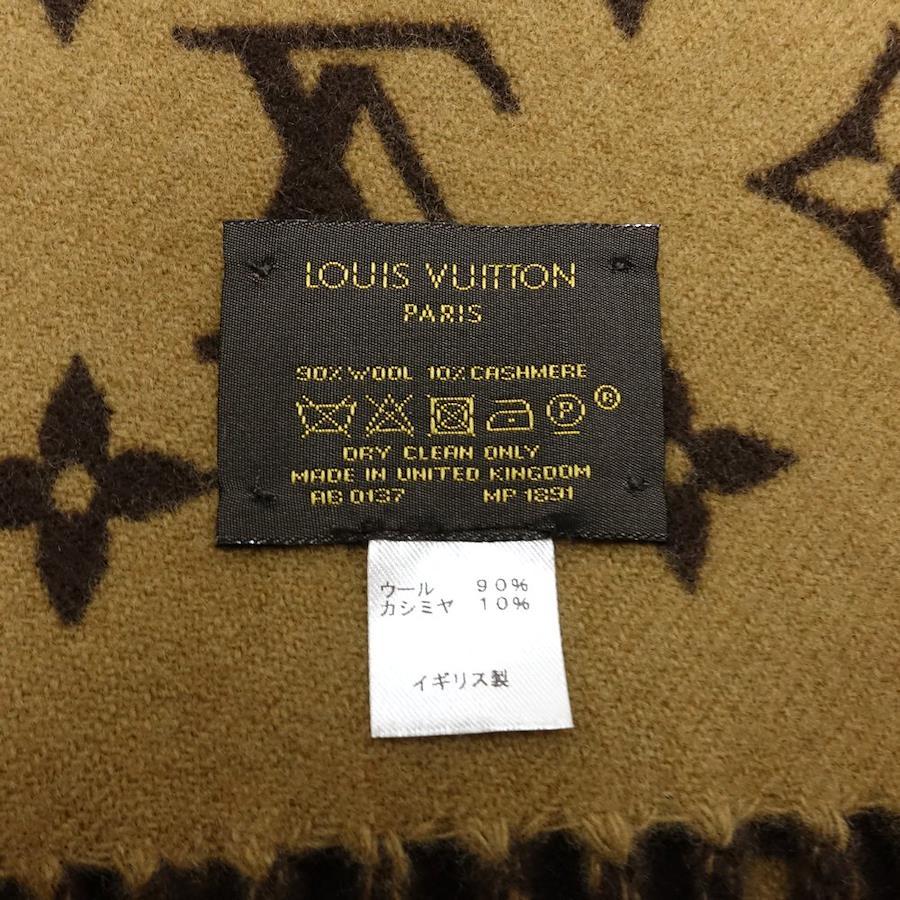 LOUIS VUITTON
PARIS
90% WOOL 10% CASHMERE
P ®
DRY CLEAN ONLY
MADE IN UNITED KINGDOM
AB 0137 MP 1891
ウール 90%
カシミヤ 10%
イギリス製